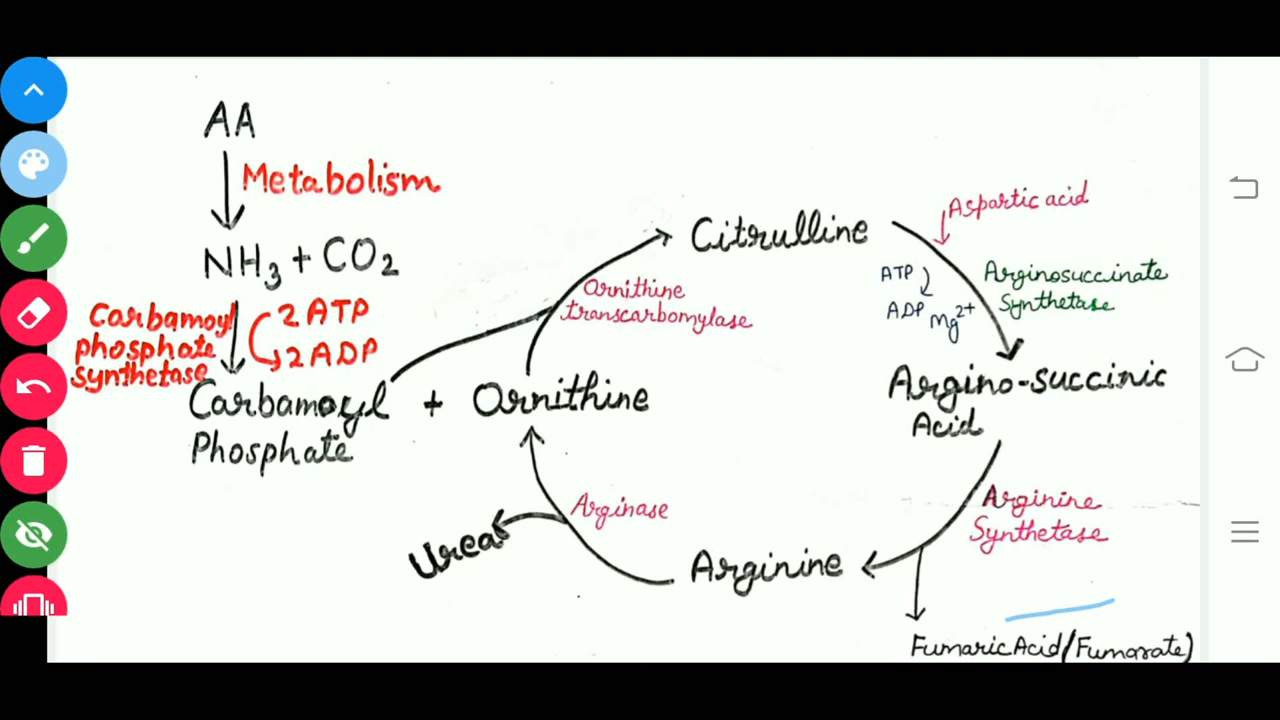 AA
Metabolism
NH3 + CO2
Carbamoyl
phosphate
synthetase
2 ATP
2 ADP
Carbamoyl + Ornithine
Phosphate
Ornithine
transcarbomylase
Citrulline
Aspartic acid
ATP
ADP Mg2+
Arginosuccinate
Synthetase
Argino-succinic
Acid
Arginine
Synthetase
Fumaric Acid (Fumarate)
Arginine
Arginase
Urea